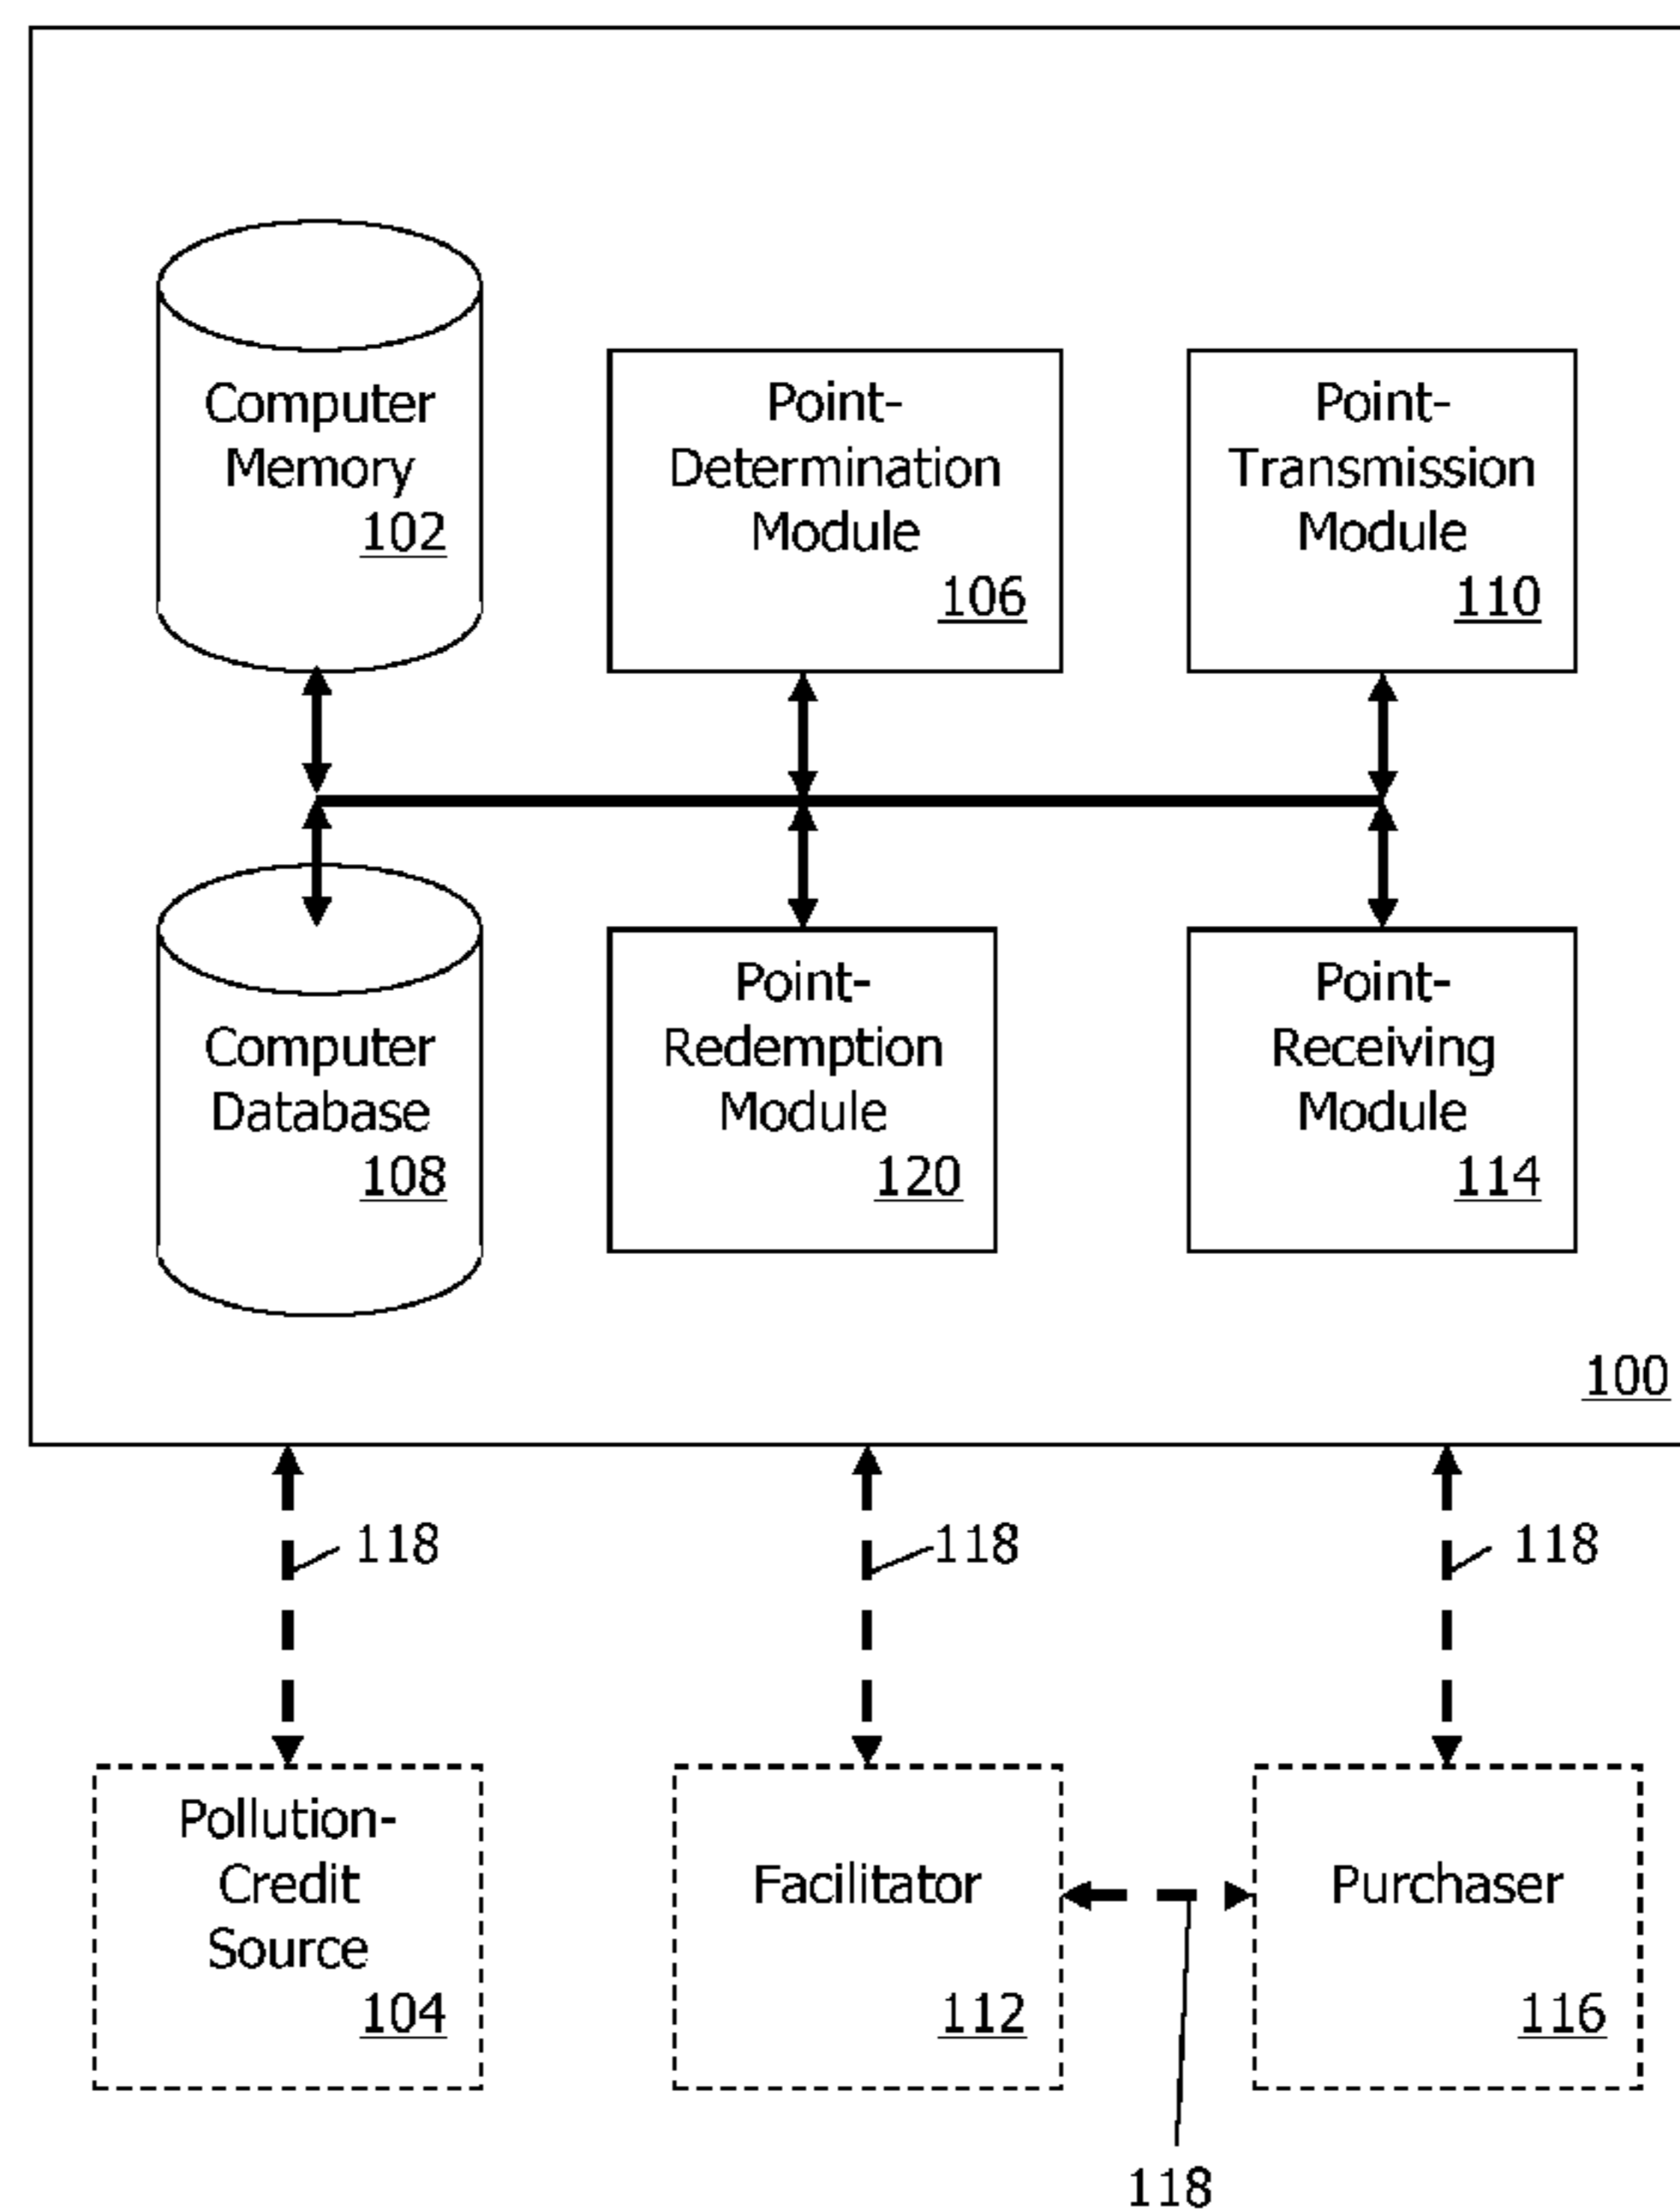 Computer
Memory
102
Point-
Determination
Module
106
Point-
Transmission
Module
110
Computer
Database
108
Point-
Redemption
Module
120
Point-
Receiving
Module
114
100
118
118
118
Pollution-
Credit
Source
104
Facilitator
112
Purchaser
116
118